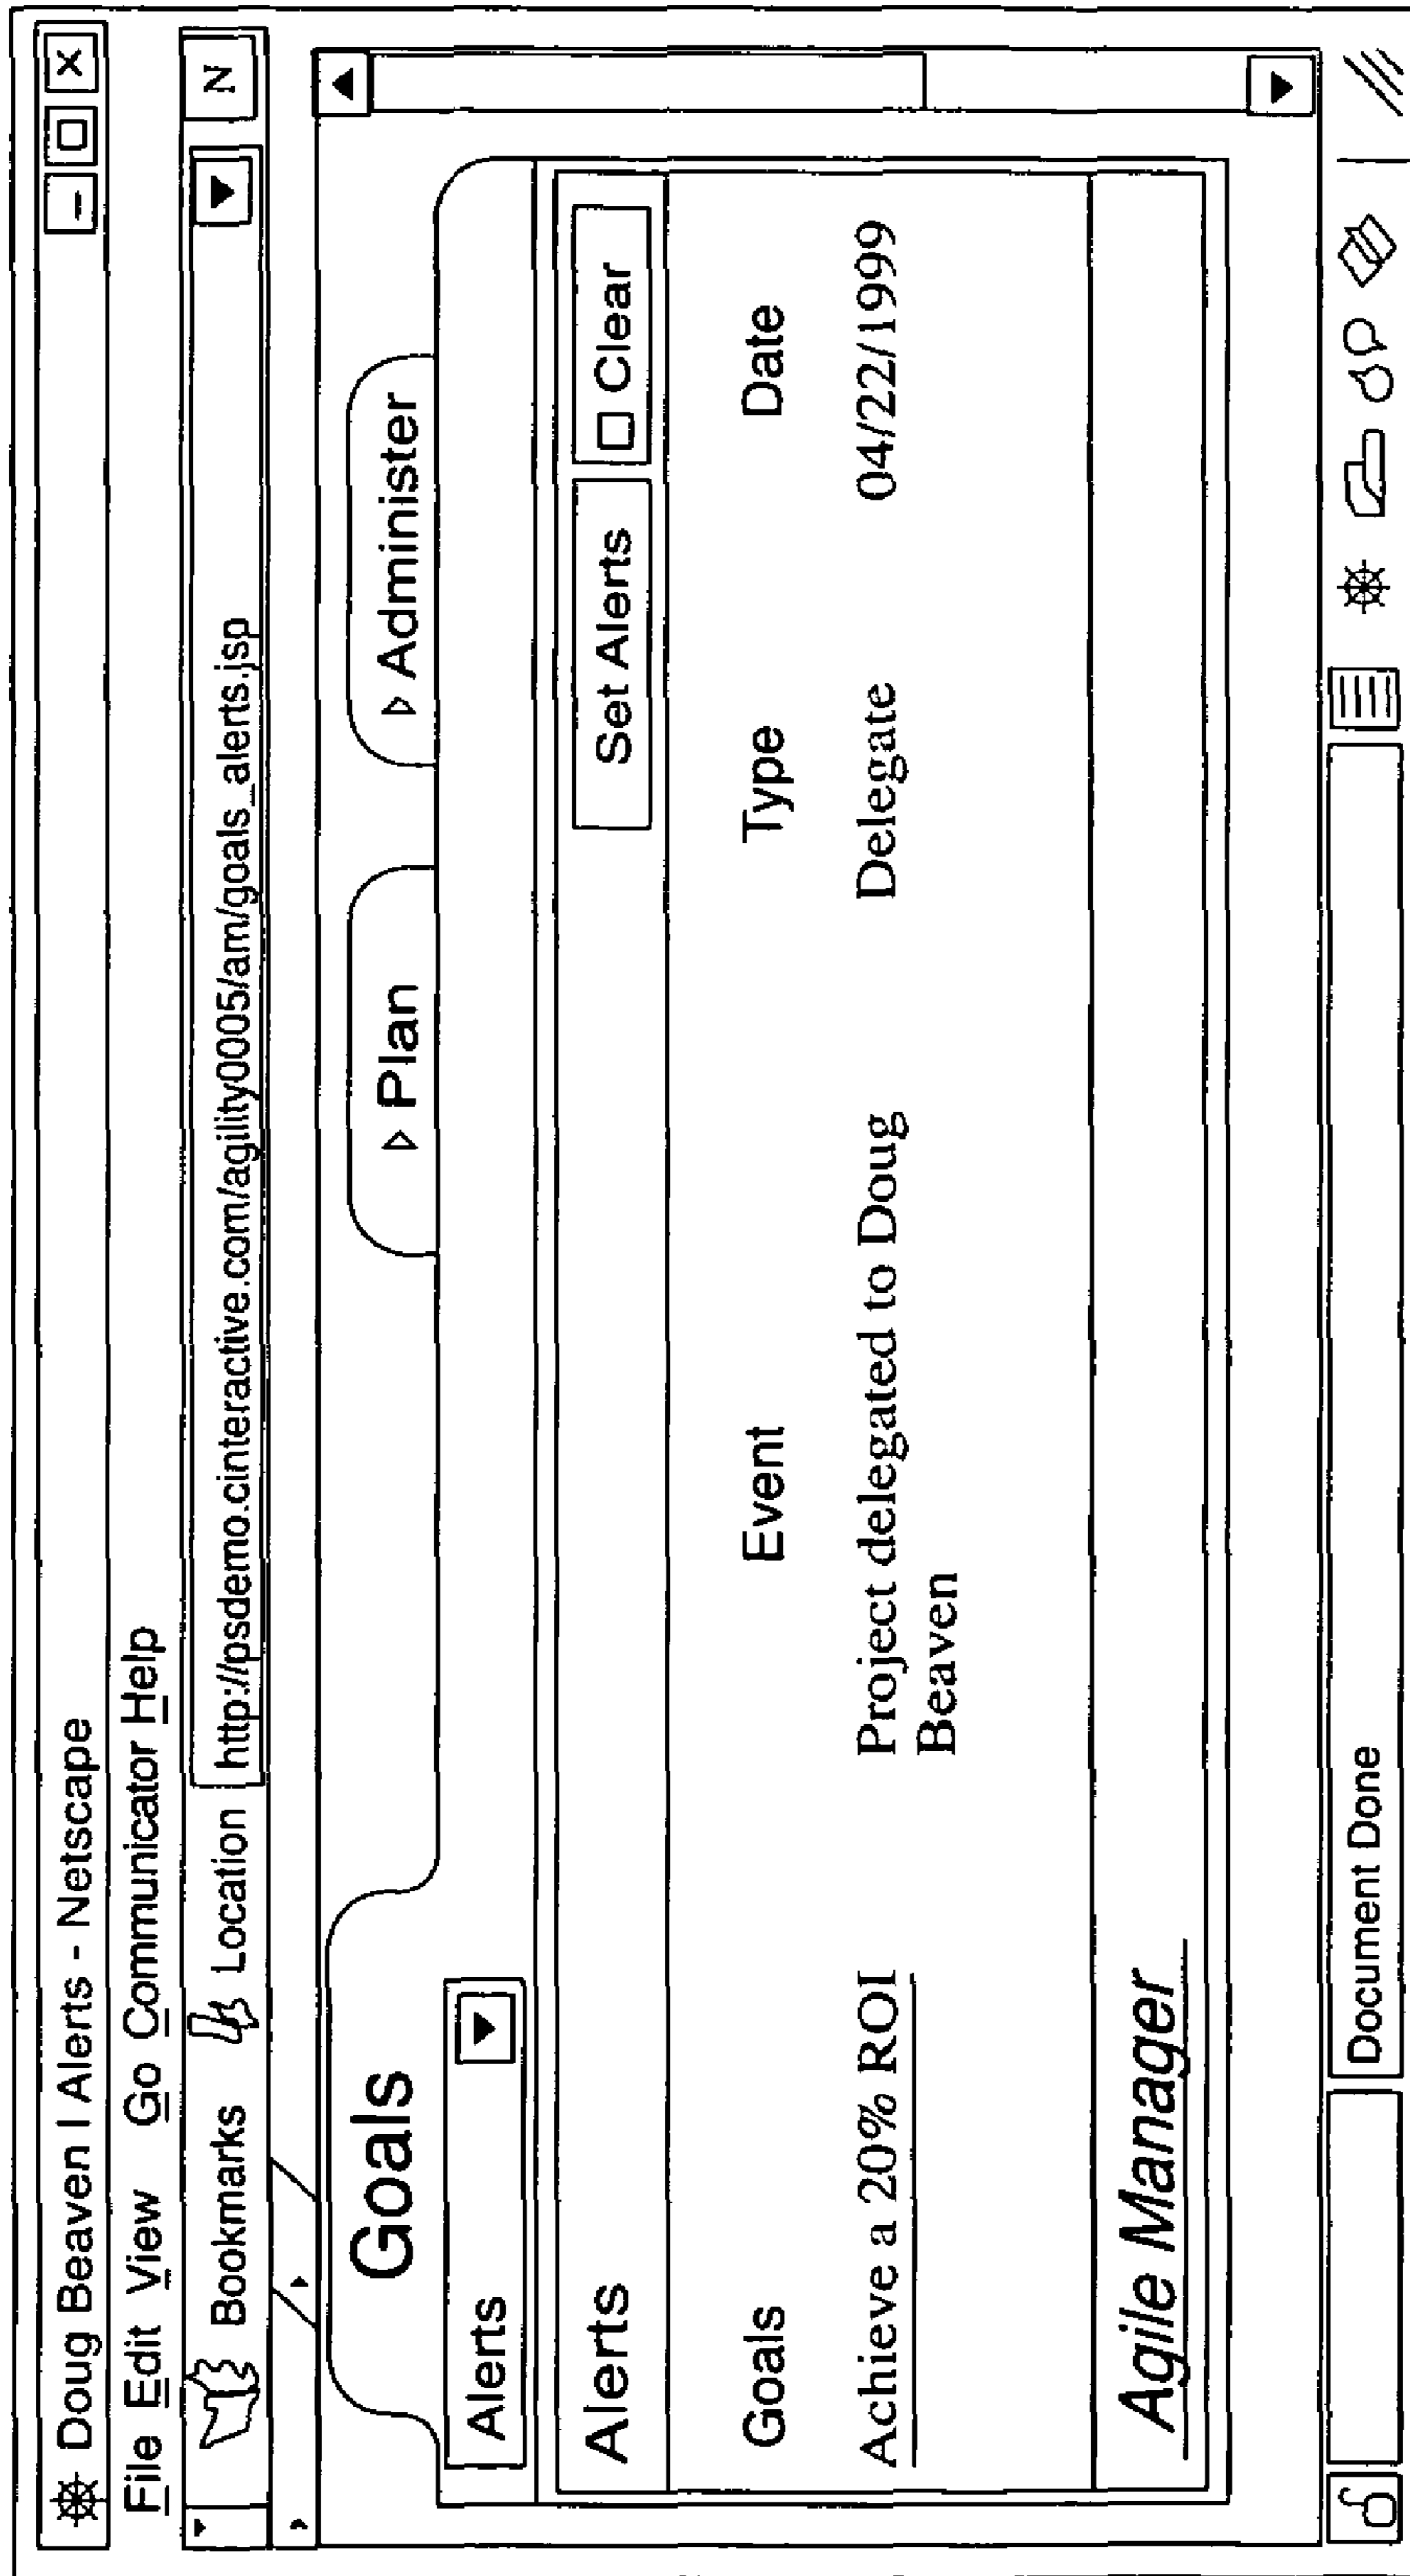 Doug Beaven | Alerts - Netscape
File Edit View Go Communicator Help
Bookmarks Location http://psdemo.cinteractive.com/agility0005/am/goals_alerts.jsp N
Goals Plan Administer
Alerts
Alerts Set Alerts Clear
Goals Event Type Date
Achieve a 20% ROI Project delegated to Doug Delegate 04/22/1999
Beaven
Agile Manager
Document Done